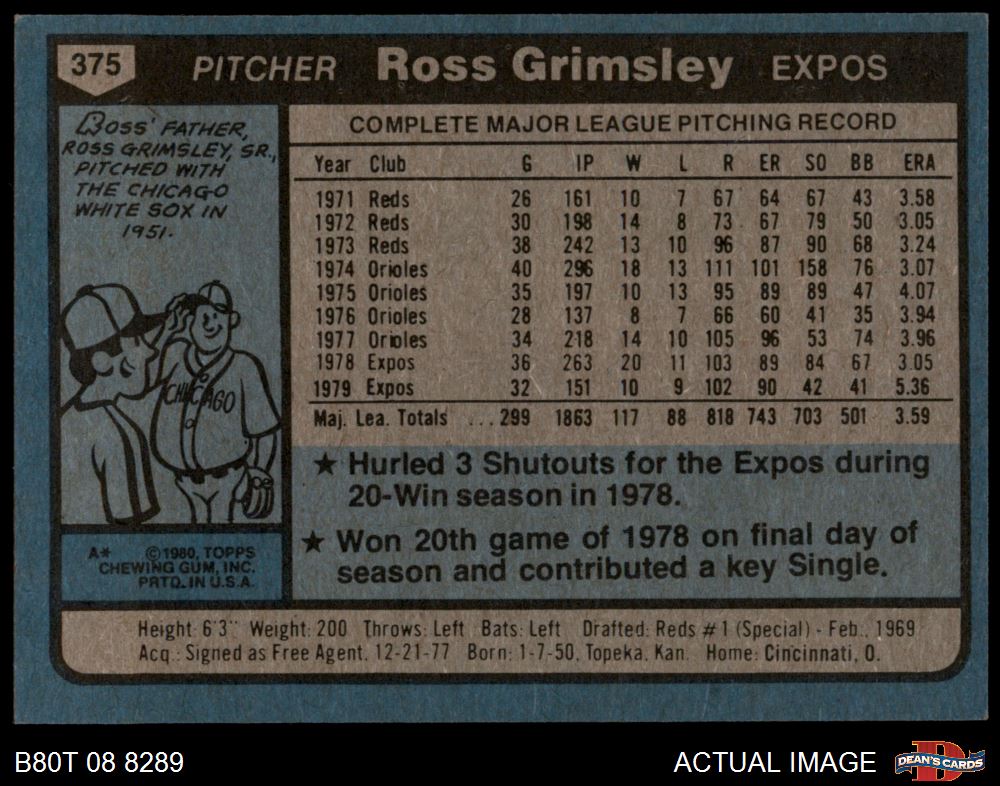 375 PITCHER Ross Grimsley EXPOS
Ross' FATHER,
ROSS GRIMSLEY, SR.,
PITCHED WITH
THE CHICAGO
WHITE SOX IN
1951.
CHICAGO
COMPLETE MAJOR LEAGUE PITCHING RECORD
Year Club G IP W L R ER SO BB ERA
1971 Reds 26 161 10 7 67 64 67 43 3.58
1972 Reds 30 198 14 8 73 67 79 50 3.05
1973 Reds 38 242 13 10 96 87 90 68 3.24
1974 Orioles 40 296 18 13 111 101 158 76 3.07
1975 Orioles 35 197 10 13 95 89 89 47 4.07
1976 Orioles 28 137 8 7 66 60 41 35 3.94
1977 Orioles 34 218 14 10 105 96 53 74 3.96
1978 Expos 36 263 20 11 103 89 84 67 3.05
1979 Expos 32 151 10 9 102 90 42 41 5.36
Maj. Lea. Totals ... 299 1863 117 88 818 743 703 501 3.59
★ Hurled 3 Shutouts for the Expos during
20-Win season in 1978.
★ Won 20th game of 1978 on final day of
season and contributed a key Single.
A* ©1980, TOPPS
CHEWING GUM, INC.
PRTD. IN U.S.A.
Height: 6'3" Weight: 200 Throws: Left Bats: Left Drafted: Reds #1 (Special) - Feb., 1969
Acq.: Signed as Free Agent, 12-21-77 Born: 1-7-50, Topeka, Kan. Home: Cincinnati, O.
B80T 08 8289
ACTUAL IMAGE
D
DEAN'S CARDS